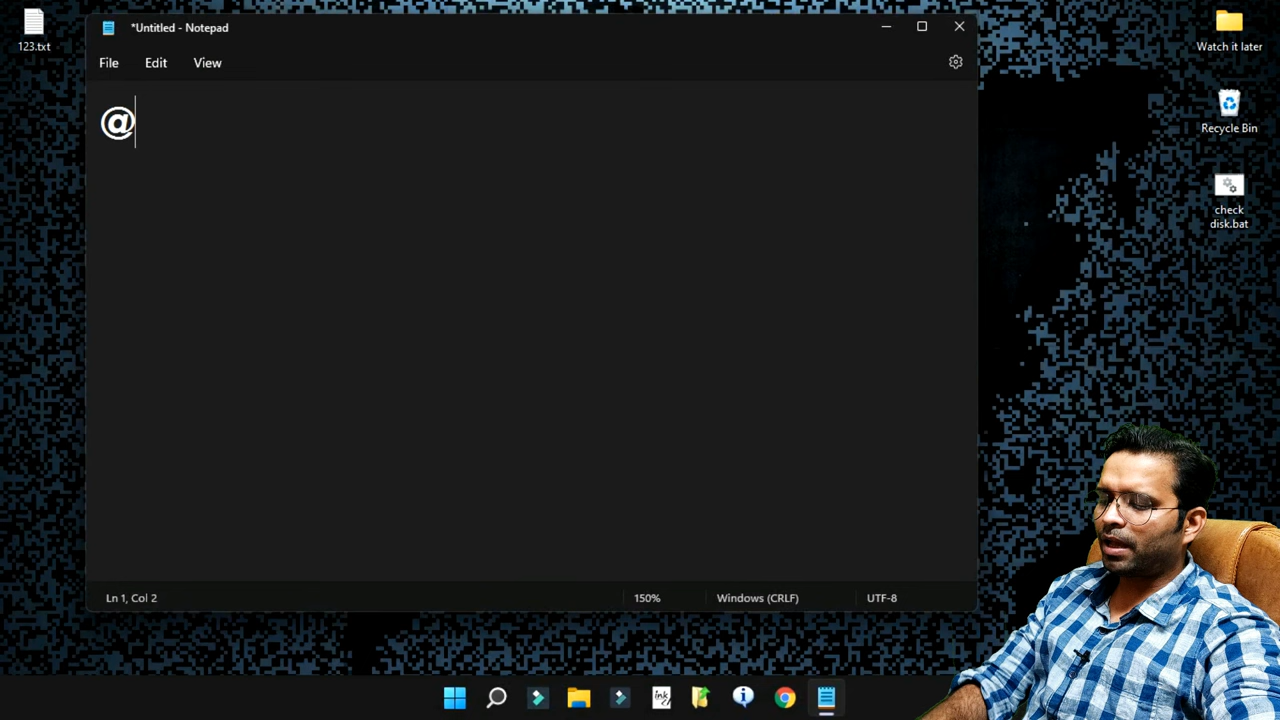 123.txt
*Untitled - Notepad
File Edit View
@
Ln 1, Col 2
150%
Windows (CRLF)
UTF-8
Watch it later
Recycle Bin
check
disk.bat